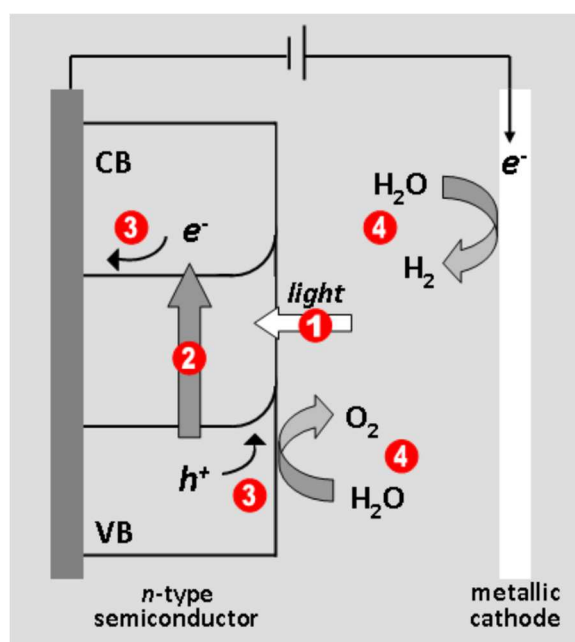 CB
e-
H2O
3
e-
4
H2
light
1
2
O2
4
h+
3
H2O
VB
n-type
semiconductor
metallic
cathode